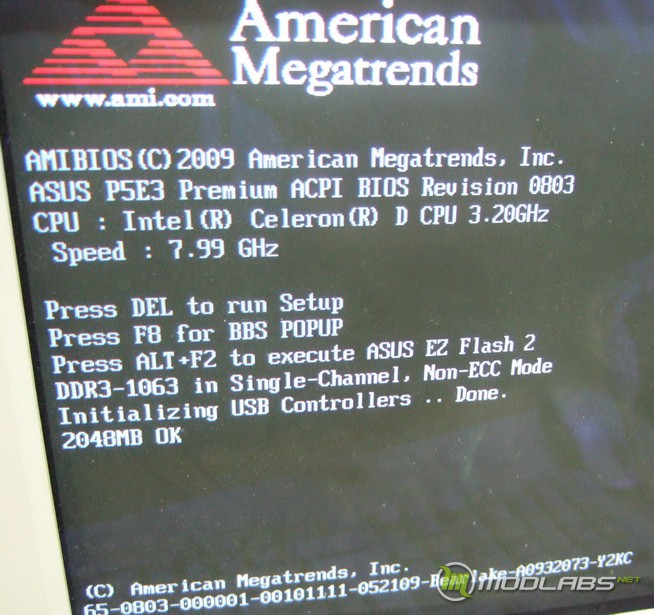 American
Megatrends
www.ami.com
AMIBIOS(C)2009 American Megatrends, Inc.
ASUS P5E3 Premium ACPI BIOS Revision 0803
CPU : Intel(R) Celeron(R) D CPU 3.20GHz
Speed : 7.99 GHz
Press DEL to run Setup
Press F8 for BBS POPUP
Press ALT+F2 to execute ASUS EZ Flash 2
DDR3-1063 in Single-Channel, Non-ECC Mode
Initializing USB Controllers .. Done.
2048MB OK
(C) American Megatrends, Inc.
65-0803-000001-00101111-052109-Bearlake-A0932073-Y2KC
MODLABS.NET